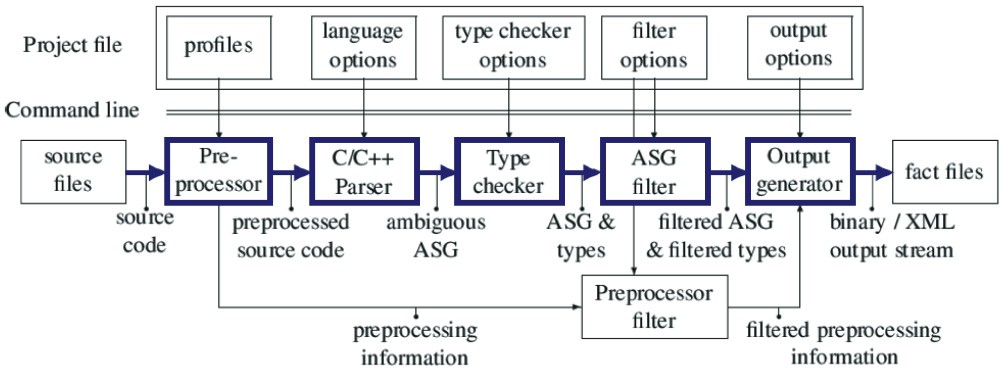 Project file
profiles
language
options
type checker
options
filter
options
output
options
Command line
source
files
Pre-
processor
C/C++
Parser
Type
checker
ASG
filter
Output
generator
fact files
source
code
preprocessed
source code
ambiguous
ASG
ASG &
types
filtered ASG
& filtered types
binary / XML
output stream
Preprocessor
filter
preprocessing
information
filtered preprocessing
information